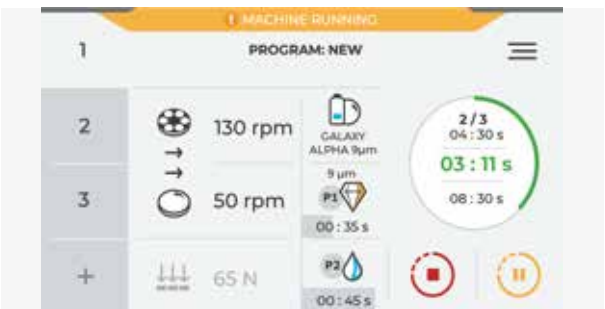 ! MACHINE RUNNING
1
PROGRAM: NEW
2
130 rpm
GALAXY
ALPHA 9µm
2/3
04 : 30 s
03 : 11 s
08 : 30 s
3
50 rpm
9 µm
P1
00 : 35 s
+
65 N
P2
00 : 45 s